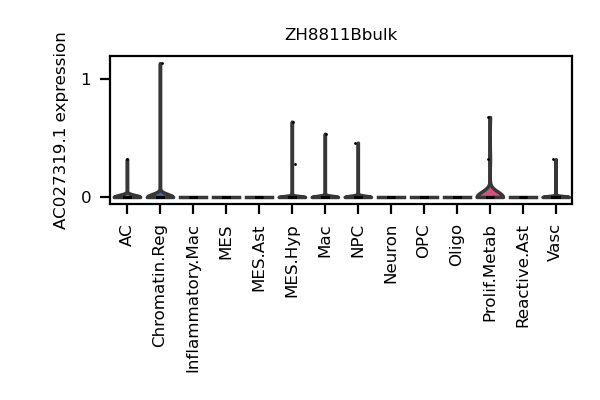 ZH8811Bbulk
AC027319.1 expression
1
0
AC
Chromatin.Reg
Inflammatory.Mac
MES
MES.Ast
MES.Hyp
Mac
NPC
Neuron
OPC
Oligo
Prolif.Metab
Reactive.Ast
Vasc